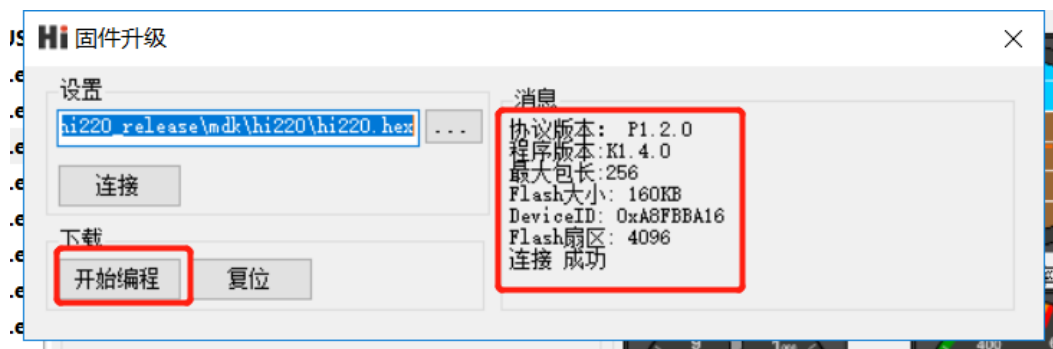 Hi 固件升级
设置
hi220_release\mdk\hi220\hi220.hex
...
连接
下载
开始编程
复位
消息
协议版本: P1.2.0
程序版本:K1.4.0
最大包长:256
Flash大小: 160KB
DeviceID: 0xA8FBBA16
Flash扇区: 4096
连接 成功
9
400